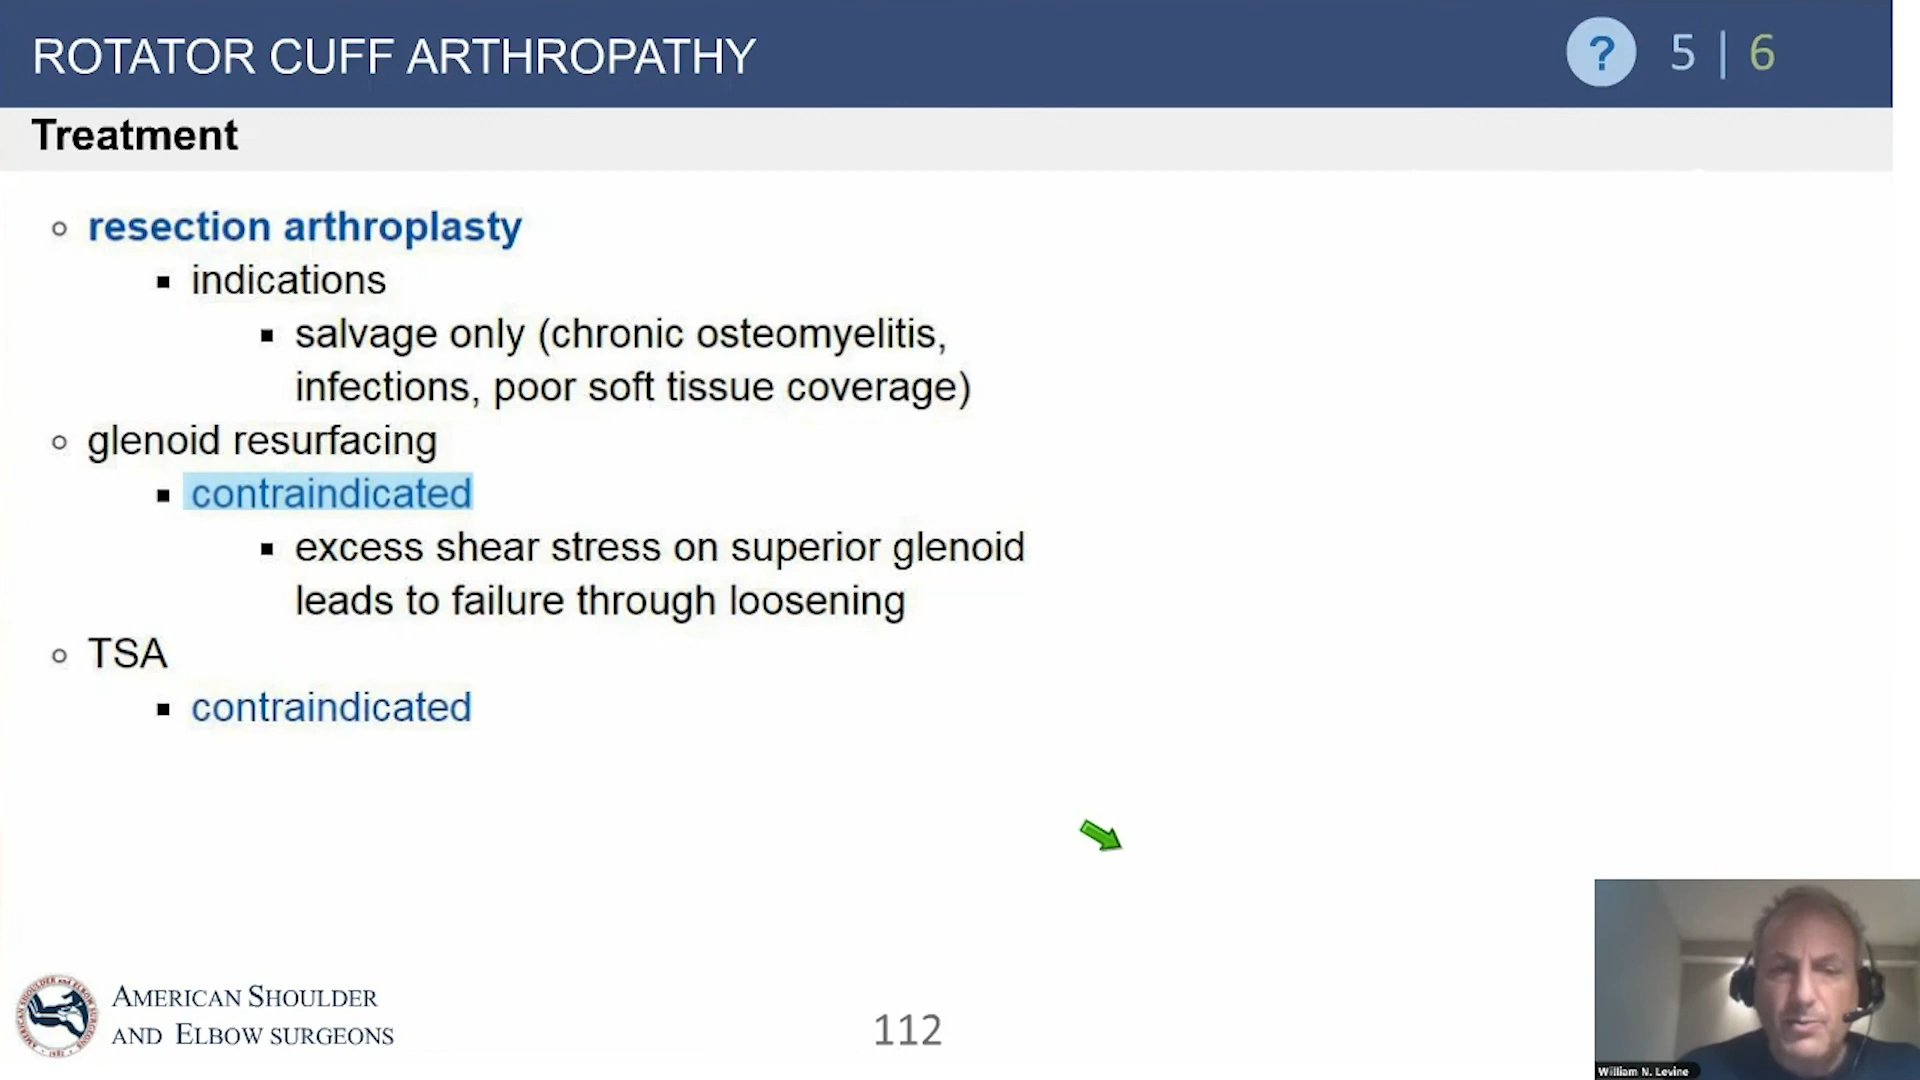 ROTATOR CUFF ARTHROPATHY
? 5 | 6
Treatment
resection arthroplasty
indications
salvage only (chronic osteomyelitis,
infections, poor soft tissue coverage)
glenoid resurfacing
contraindicated
excess shear stress on superior glenoid
leads to failure through loosening
TSA
contraindicated
AMERICAN SHOULDER
AND ELBOW SURGEONS
112
William N. Levine